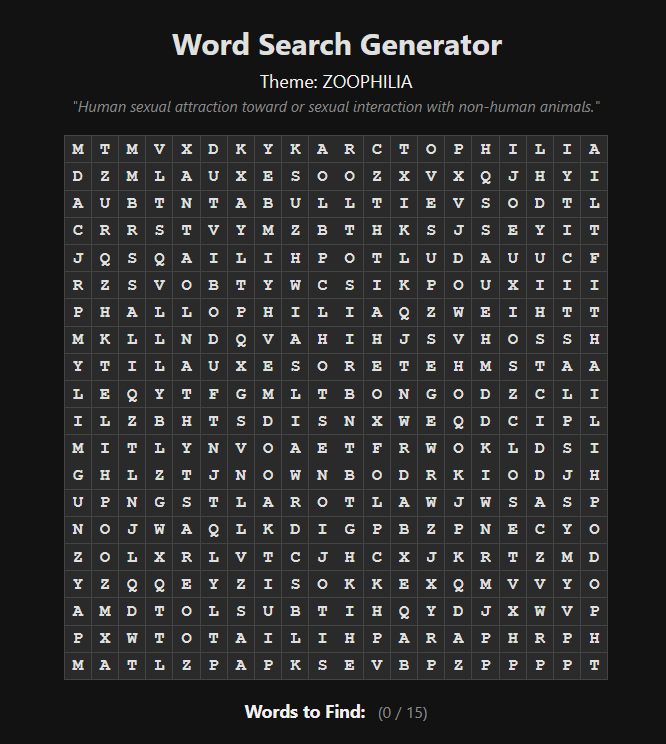 Word Search Generator
Theme: ZOOPHILIA
"Human sexual attraction toward or sexual interaction with non-human animals."
M T M V X D K Y K A R C T O P H I L I A
D Z M L A U X E S O O Z X V X Q J H Y I
A U B T N T A B U L L T I E V S O D T L
C R R S T V Y M Z B T H K S J S E Y I T
J Q S Q A I L I H P O T L U D A U U C F
R Z S V O B T Y W C S I K P O U X I I I
P H A L L O P H I L I A Q Z W E I H T T
M K L L N D Q V A H I H J S V H O S S H
Y T I L A U X E S O R E T E H M S T A A
L E Q Y T F G M L T B O N G O D Z C L I
I L Z B H T S D I S N X W E Q D C I P L
M I T L Y N V O A E T F R W O K L D S I
G H L Z T J N O W N B O D R K I O D J H
U P N G S T L A R O T L A W J W S A S P
N O J W A Q L K D I G P B Z P N E C Y O
Z O L X R L V T C J H C X J K R T Z M D
Y Z Q Q E Y Z I S O K K E X Q M V V Y O
A M D T O L S U B T I H Q Y D J X W V P
P X W T O T A I L I H P A R A P H R P H
M A T L Z P A P K S E V B P Z P P P P T
Words to Find: (0 / 15)